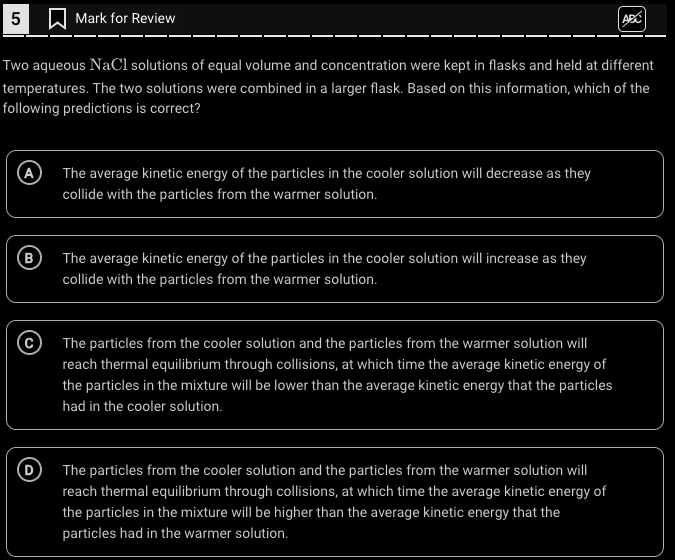 5 Mark for Review ABC
Two aqueous NaCl solutions of equal volume and concentration were kept in flasks and held at different
temperatures. The two solutions were combined in a larger flask. Based on this information, which of the
following predictions is correct?
A The average kinetic energy of the particles in the cooler solution will decrease as they
collide with the particles from the warmer solution.
B The average kinetic energy of the particles in the cooler solution will increase as they
collide with the particles from the warmer solution.
C The particles from the cooler solution and the particles from the warmer solution will
reach thermal equilibrium through collisions, at which time the average kinetic energy of
the particles in the mixture will be lower than the average kinetic energy that the particles
had in the cooler solution.
D The particles from the cooler solution and the particles from the warmer solution will
reach thermal equilibrium through collisions, at which time the average kinetic energy of
the particles in the mixture will be higher than the average kinetic energy that the
particles had in the warmer solution.